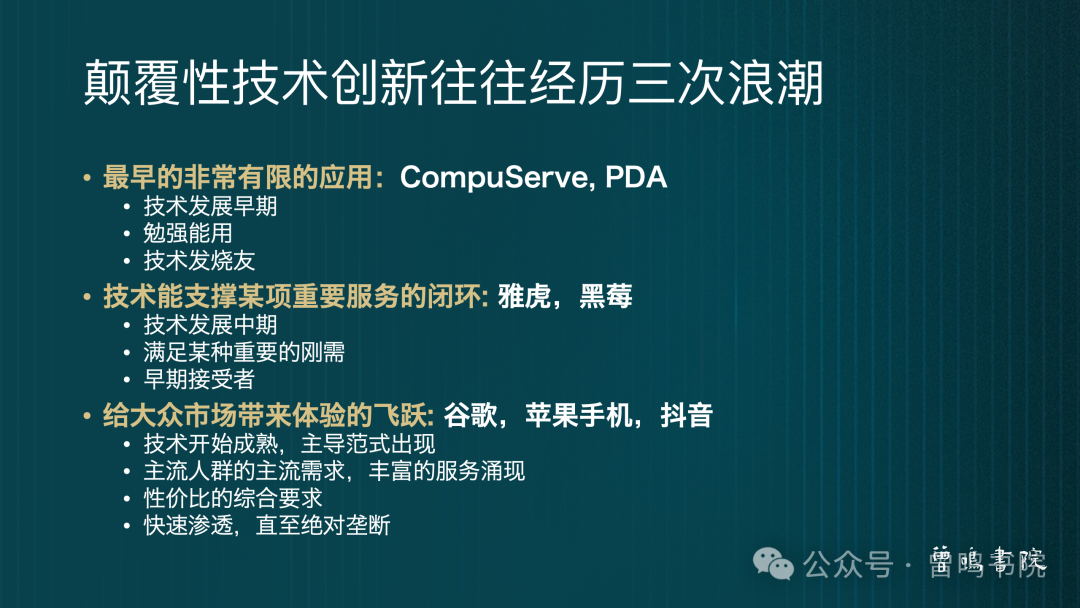 颠覆性技术创新往往经历三次浪潮
• 最早的非常有限的应用：CompuServe, PDA
• 技术发展早期
• 勉强能用
• 技术发烧友
• 技术能支撑某项重要服务的闭环: 雅虎，黑莓
• 技术发展中期
• 满足某种重要的刚需
• 早期接受者
• 给大众市场带来体验的飞跃: 谷歌，苹果手机，抖音
• 技术开始成熟，主导范式出现
• 主流人群的主流需求，丰富的服务涌现
• 性价比的综合要求
• 快速渗透，直至绝对垄断
公众号 · 曾鸣书院
曾鸣書院